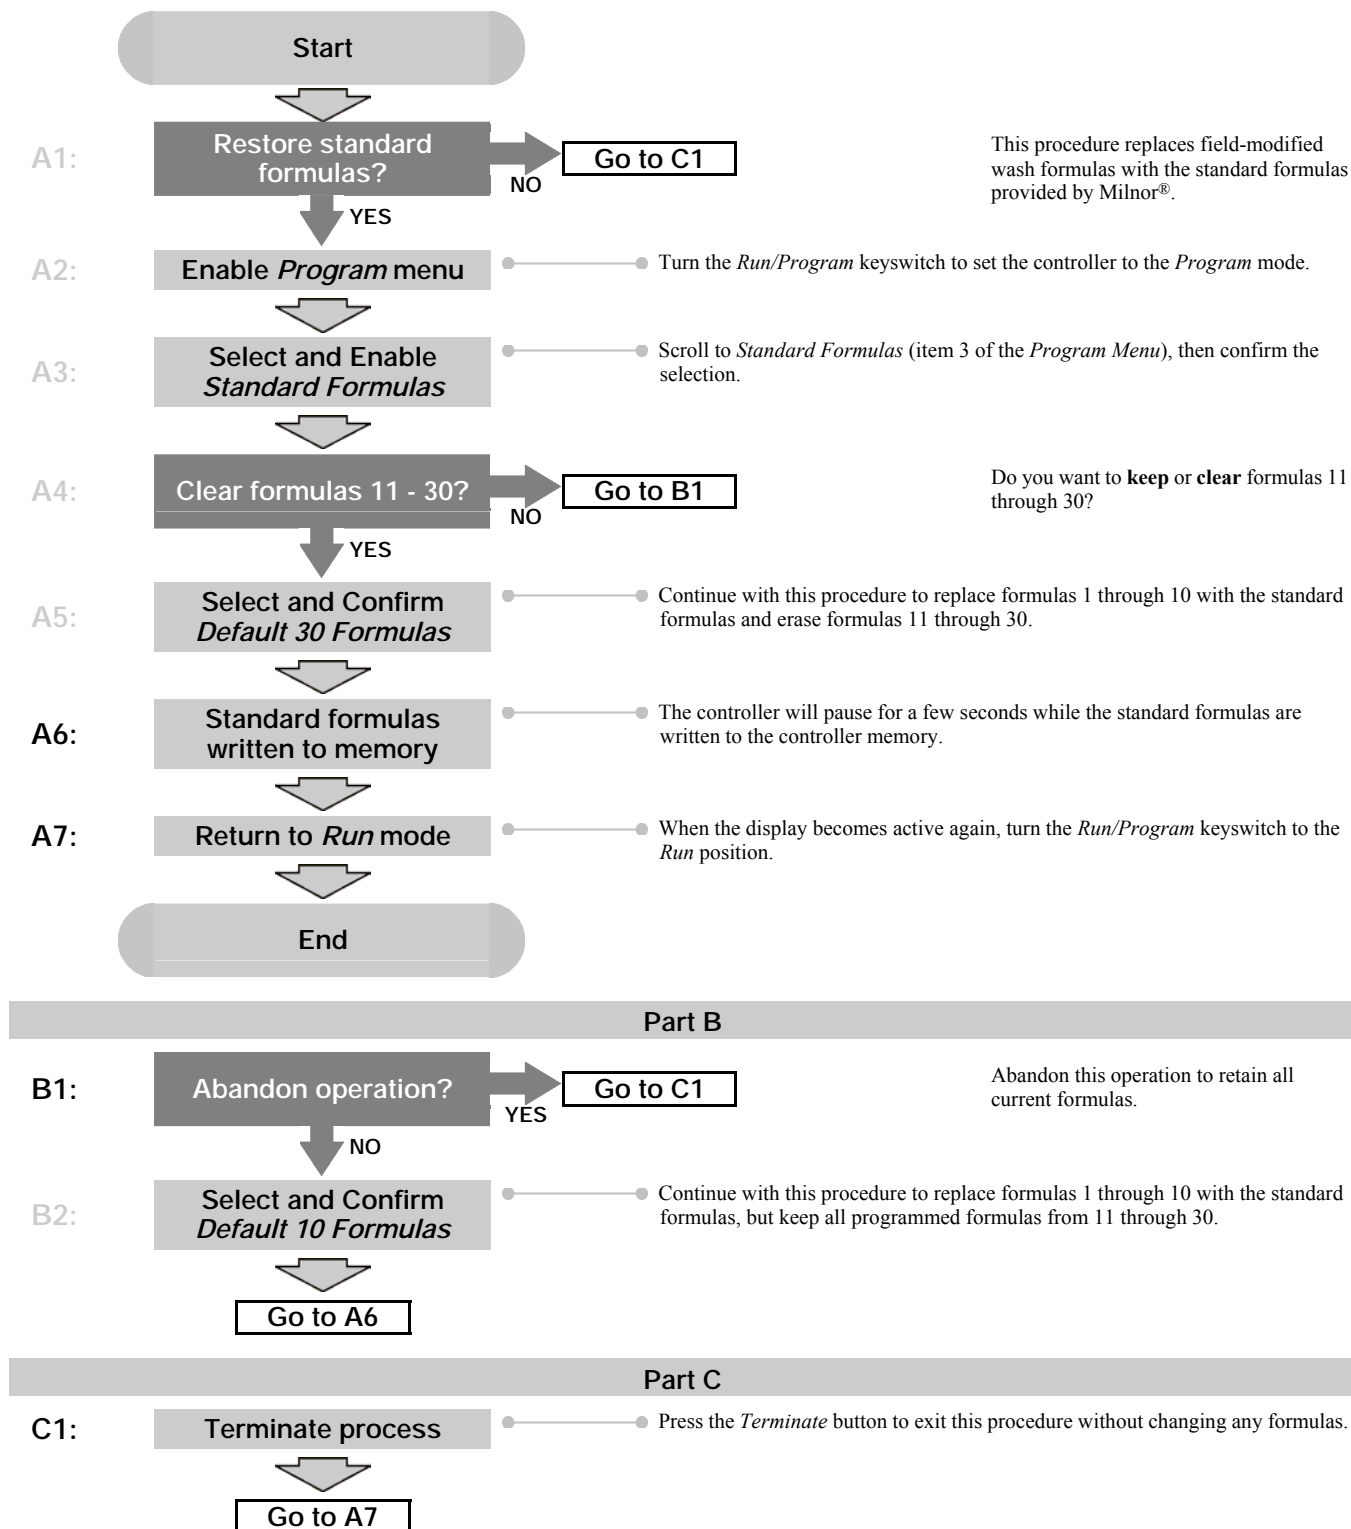 Start
A1:
Restore standard
formulas?
NO
Go to C1
This procedure replaces field-modified
wash formulas with the standard formulas
provided by Milnor®.
YES
A2:
Enable Program menu
Turn the Run/Program keyswitch to set the controller to the Program mode.
A3:
Select and Enable
Standard Formulas
Scroll to Standard Formulas (item 3 of the Program Menu), then confirm the
selection.
A4:
Clear formulas 11 - 30?
NO
Go to B1
Do you want to keep or clear formulas 11
through 30?
YES
A5:
Select and Confirm
Default 30 Formulas
Continue with this procedure to replace formulas 1 through 10 with the standard
formulas and erase formulas 11 through 30.
A6:
Standard formulas
written to memory
The controller will pause for a few seconds while the standard formulas are
written to the controller memory.
A7:
Return to Run mode
When the display becomes active again, turn the Run/Program keyswitch to the
Run position.
End
Part B
B1:
Abandon operation?
YES
Go to C1
Abandon this operation to retain all
current formulas.
NO
B2:
Select and Confirm
Default 10 Formulas
Continue with this procedure to replace formulas 1 through 10 with the standard
formulas, but keep all programmed formulas from 11 through 30.
Go to A6
Part C
C1:
Terminate process
Press the Terminate button to exit this procedure without changing any formulas.
Go to A7